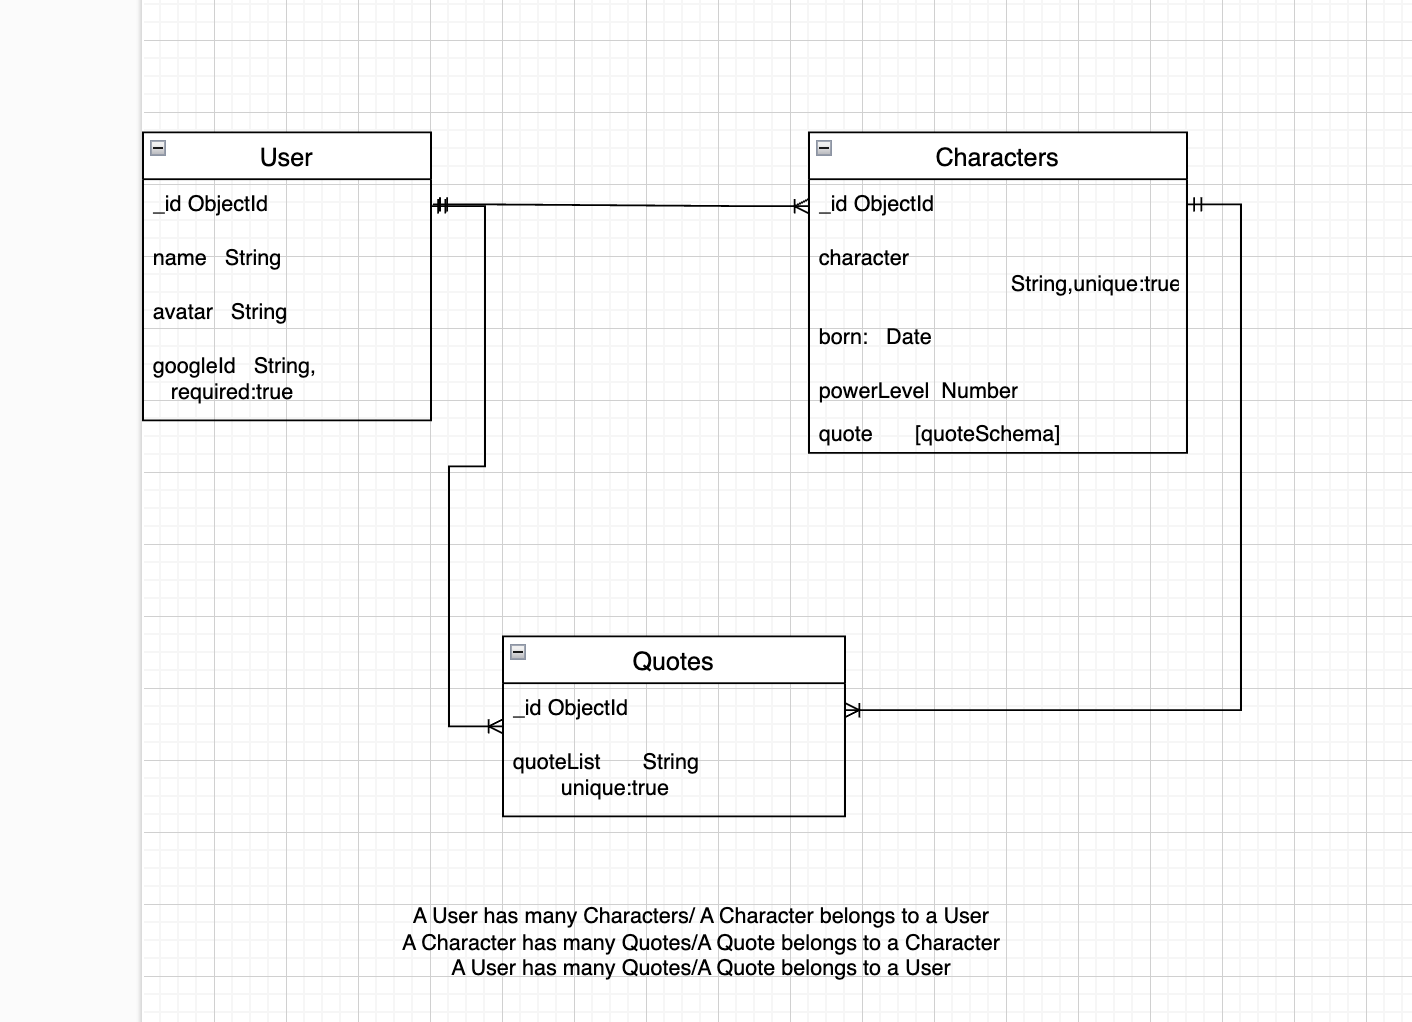 User
_id ObjectId
name String
avatar String
googleId String,
required:true
Characters
_id ObjectId
character
String,unique:true
born: Date
powerLevel Number
quote [quoteSchema]
Quotes
_id ObjectId
quoteList String
unique:true
A User has many Characters/ A Character belongs to a User
A Character has many Quotes/A Quote belongs to a Character
A User has many Quotes/A Quote belongs to a User